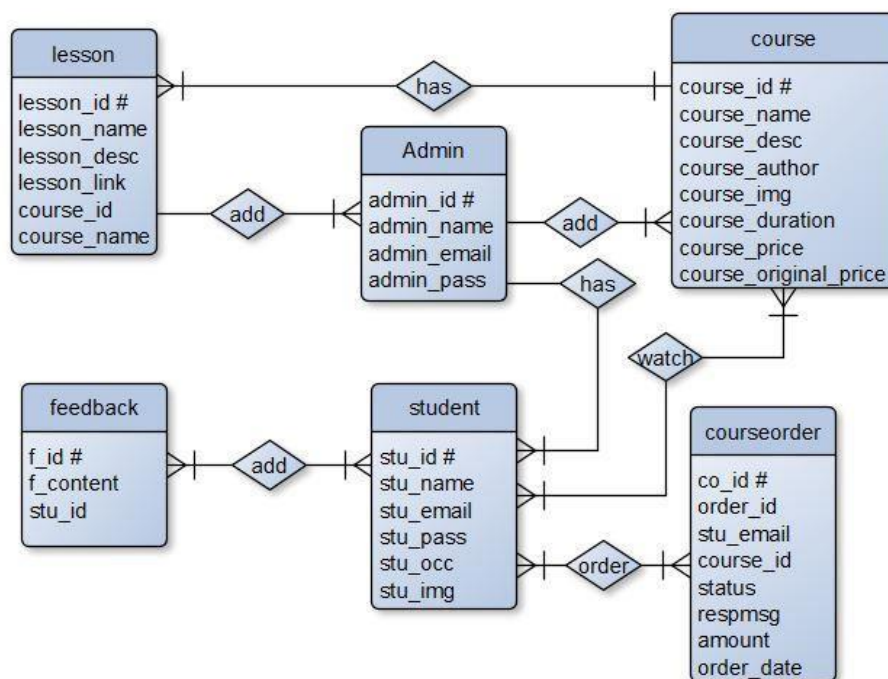 lesson
lesson_id #
lesson_name
lesson_desc
lesson_link
course_id
course_name
has
course
course_id #
course_name
course_desc
course_author
course_img
course_duration
course_price
course_original_price
add
Admin
admin_id #
admin_name
admin_email
admin_pass
add
has
watch
feedback
f_id #
f_content
stu_id
add
student
stu_id #
stu_name
stu_email
stu_pass
stu_occ
stu_img
order
courseorder
co_id #
order_id
stu_email
course_id
status
respmsg
amount
order_date